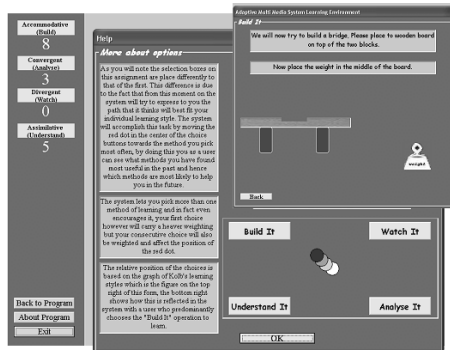 Accommodative
(Build)
8
Convergent
(Analyse)
3
Divergent
(Watch)
0
Assimilative
(Understand)
5
Back to Program
About Program
Exit
Help
More about options
As you will note the selection boxes on
this assignment are place differently to
that of the first. This difference is due
to the fact that from this moment on the
system will try to express to you the
path that it thinks will best fit your
individual learning style. The system
will accomplish this task by moving the
red dot in the center of the choice
buttons towards the method you pick
most often, by doing this you as a user
can see what methods you have found
most useful in the past and hence
which methods are most likely to help
you in the future.
The system lets you pick more than one
method of learning and in fact even
encourages it, your first choice
however will carry a heaver weighting
but your consecutive choice will also
be weighted and affect the position of
the red dot.
The relative position of the choices is
based on the graph of Kolb's learning
styles which is the figure on the top
right of this form, the bottom right
shows how this is reflected in the
system with a user who predominantly
chooses the "Build It" operation to
learn.
Adaptive Multi Media System Learning Environment
Build It
We will now try to build a bridge. Please place to wooden board
on top of the two blocks.
Now place the weight in the middle of the board.
weight
Back
Build It
Watch It
Understand It
Analyse It
OK